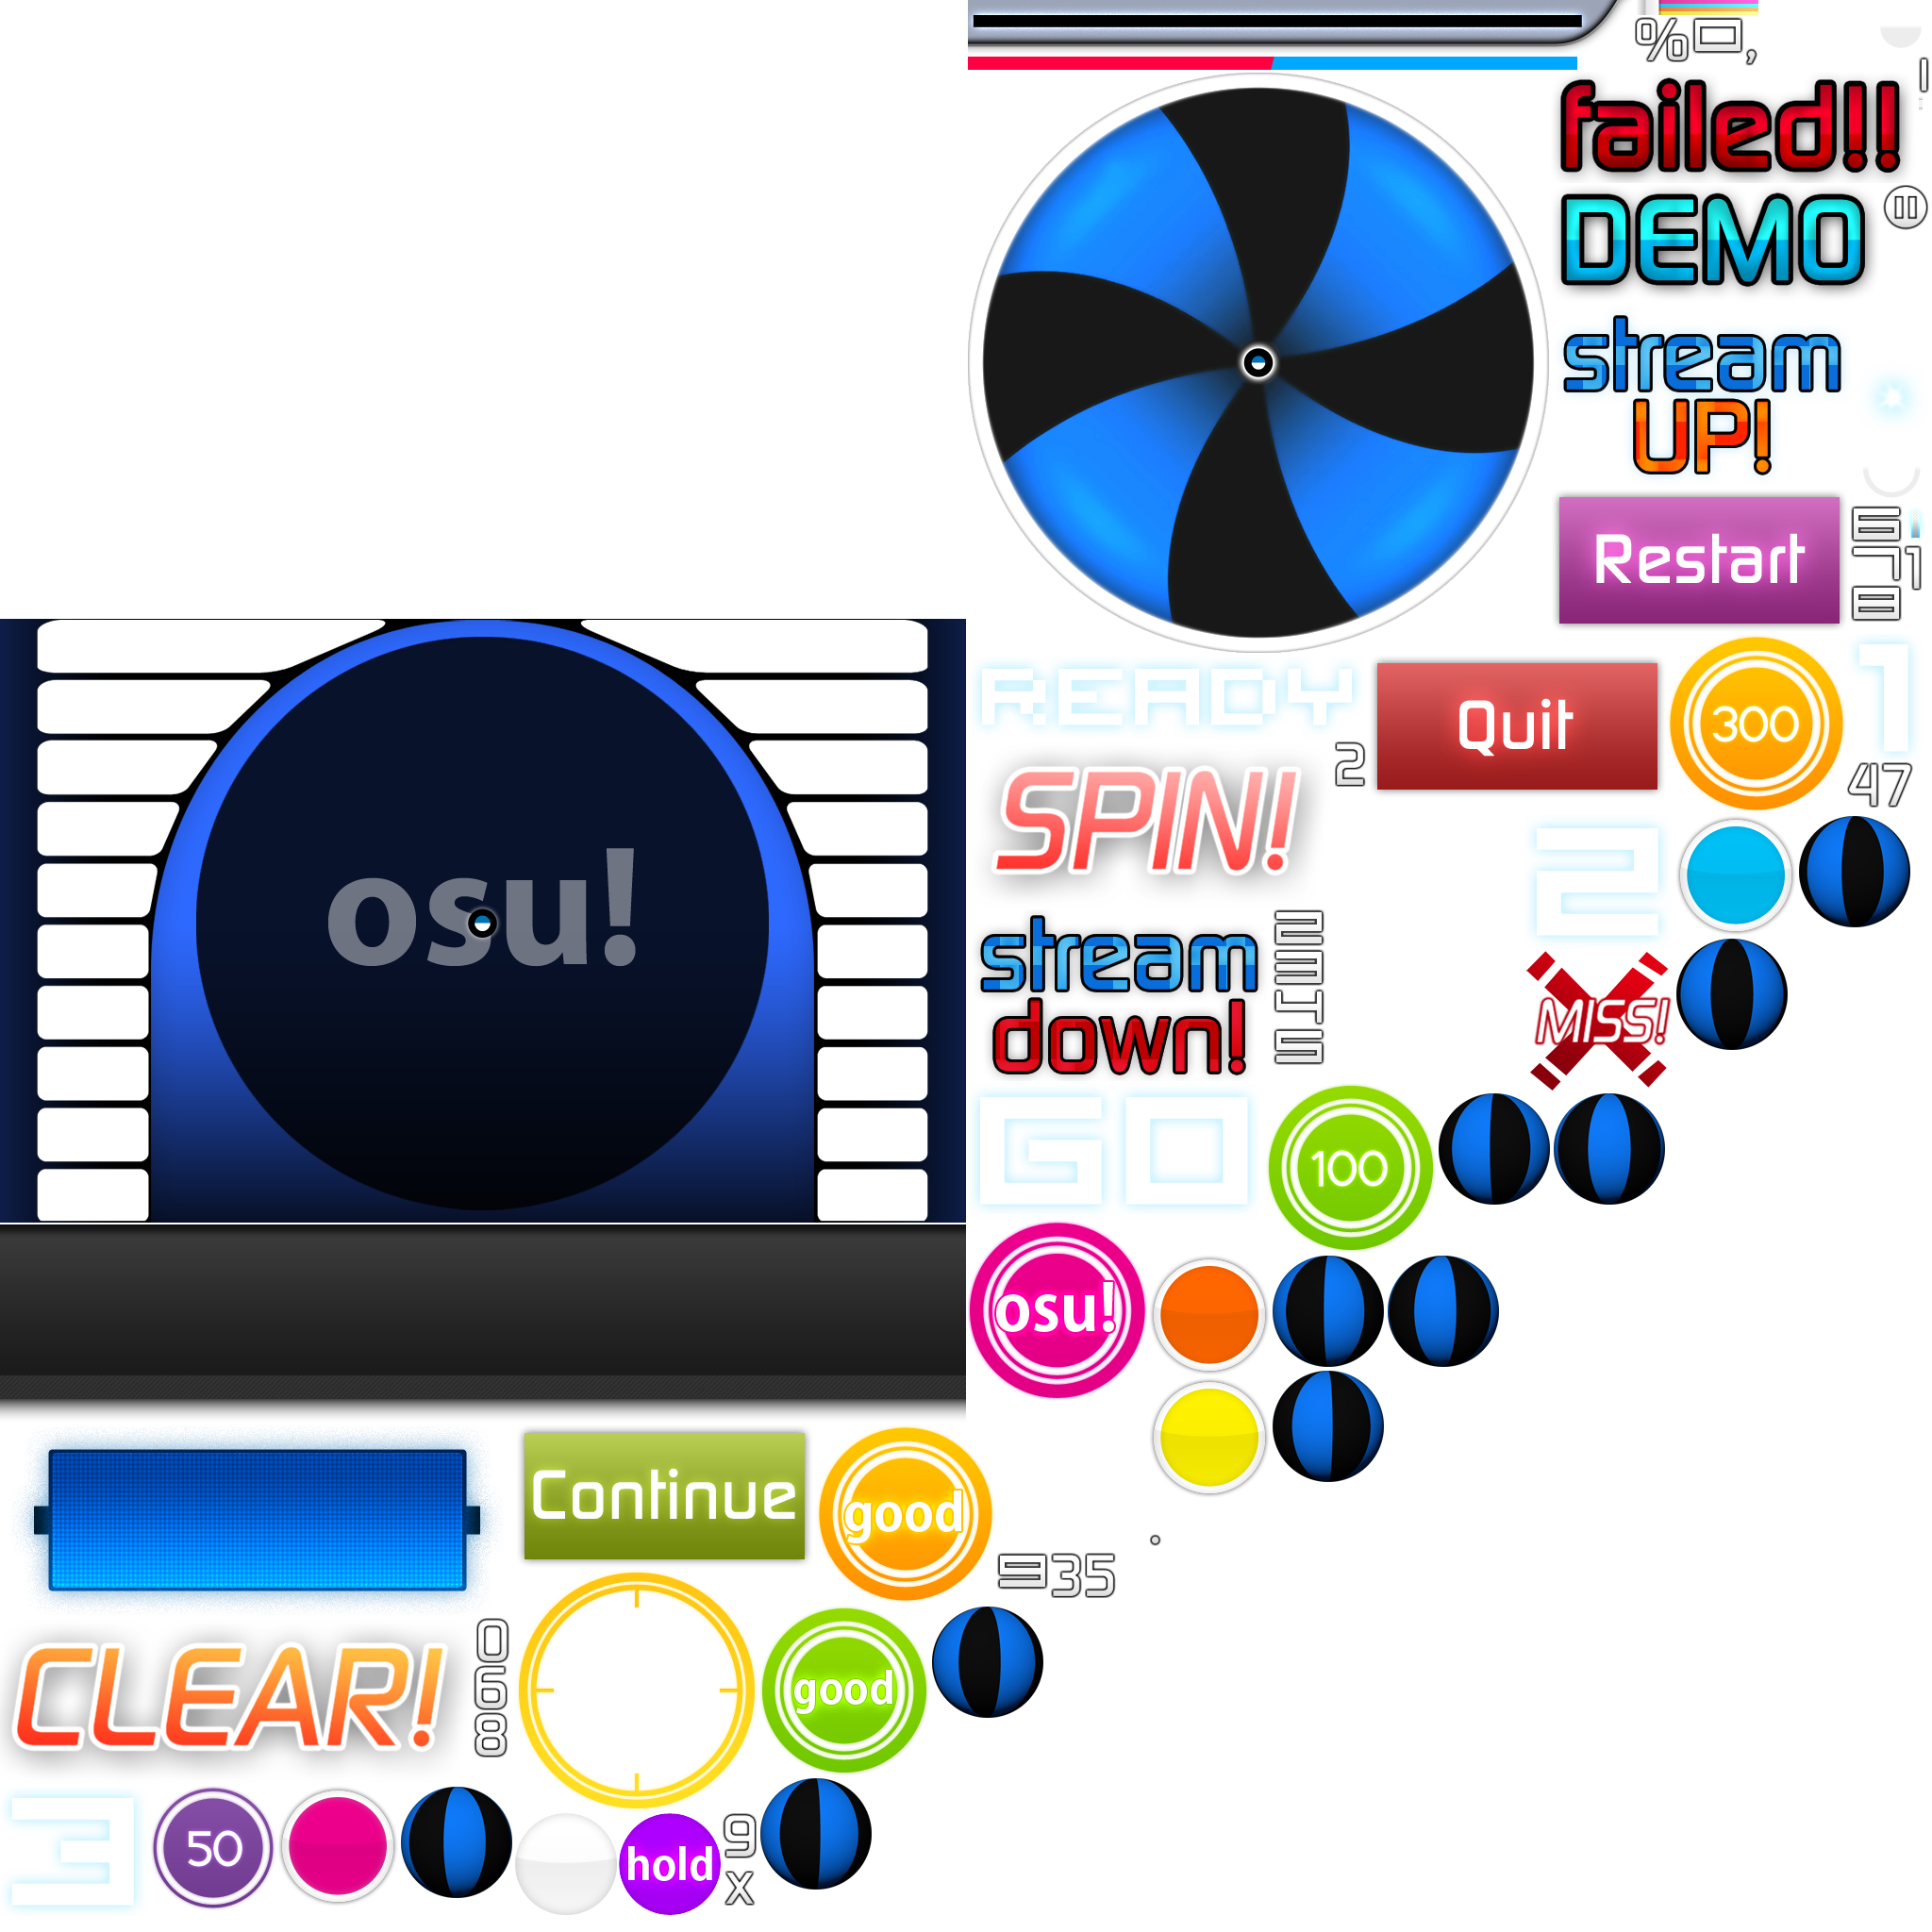 %,
failed!!
DEMO
stream
UP!
Restart
READY
Quit
300
1
SPIN!
2
47
osu!
2
stream
down!
MISS!
GO
100
osu!
Continue
good
35
CLEAR!
0
6
8
good
3
50
hold
9
x